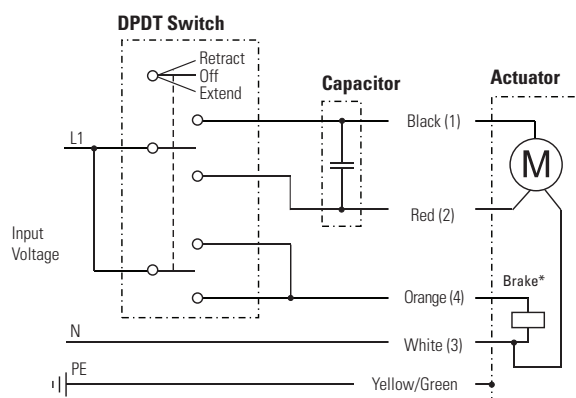 DPDT Switch
Retract
Off
Extend
Capacitor
Actuator
Black (1)
L1
M
Red (2)
Input
Voltage
Brake*
Orange (4)
N
White (3)
PE
Yellow/Green